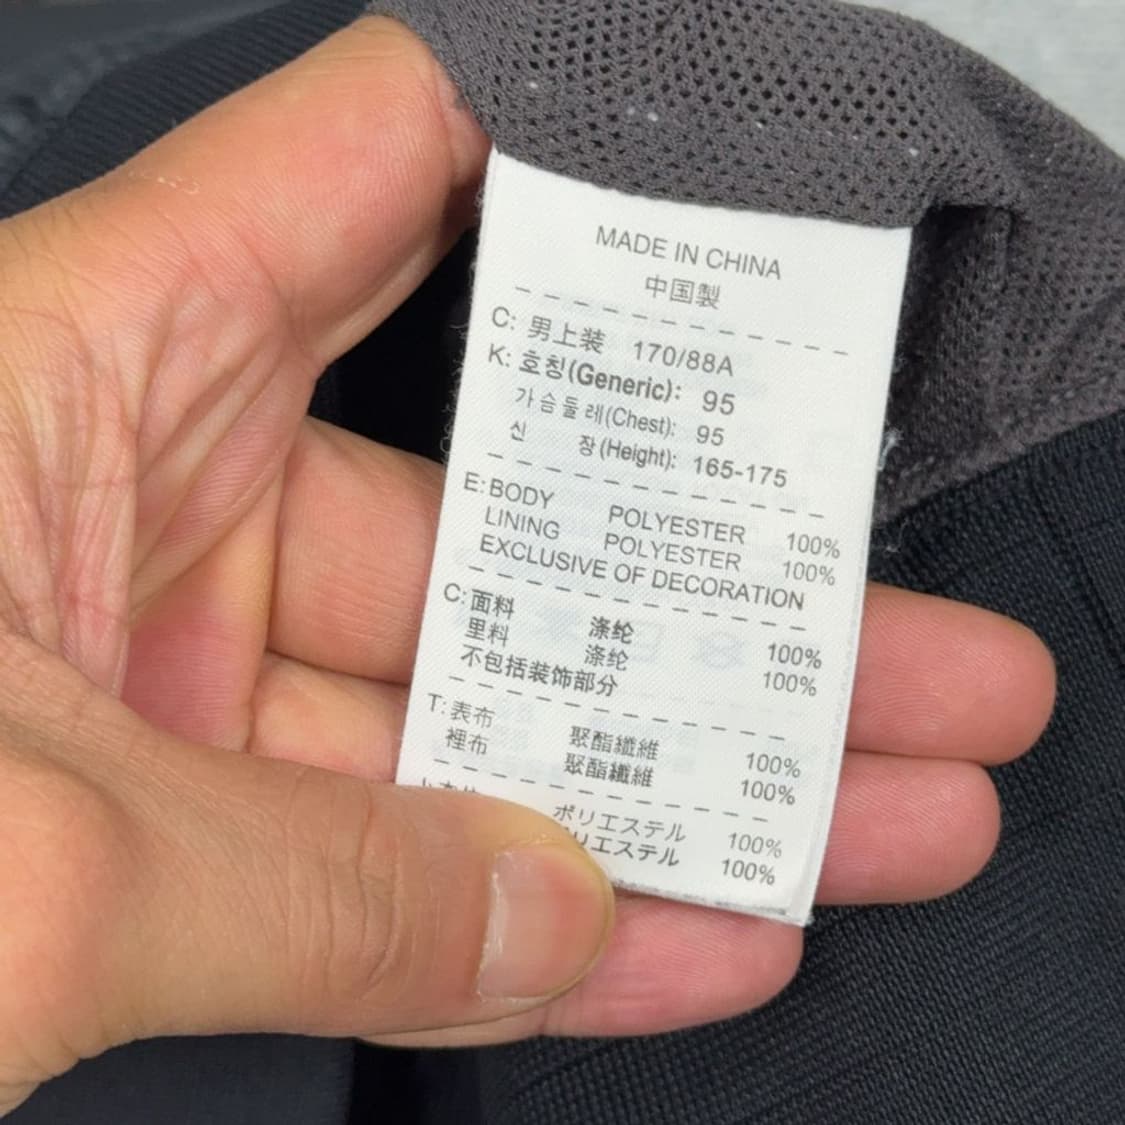 MADE IN CHINA
中国製
C: 男上装 170/88A
K: 호칭(Generic): 95
가슴둘레(Chest): 95
신 장(Height): 165-175
E: BODY POLYESTER 100%
LINING POLYESTER 100%
EXCLUSIVE OF DECORATION
C: 面料 涤纶 100%
里料 涤纶 100%
不包括装饰部分
T: 表布 聚酯纖維 100%
裡布 聚酯纖維 100%
ポリエステル 100%
リエステル 100%